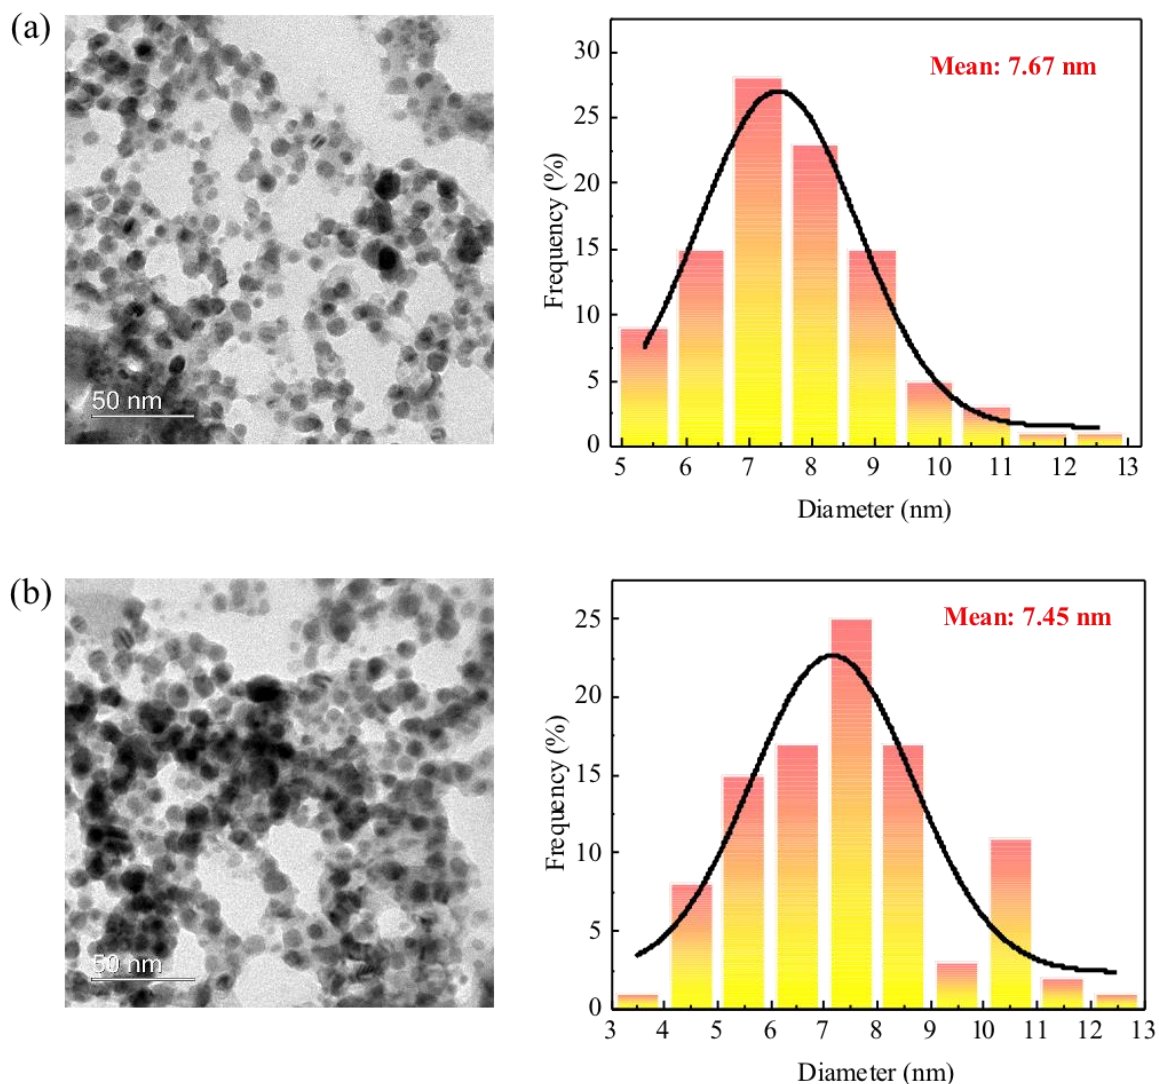 (a)
50 nm
Mean: 7.67 nm
Frequency (%)
30
25
20
15
10
5
0
5 6 7 8 9 10 11 12 13
Diameter (nm)
(b)
50 nm
Mean: 7.45 nm
Frequency (%)
25
20
15
10
5
0
3 4 5 6 7 8 9 10 11 12 13
Diameter (nm)